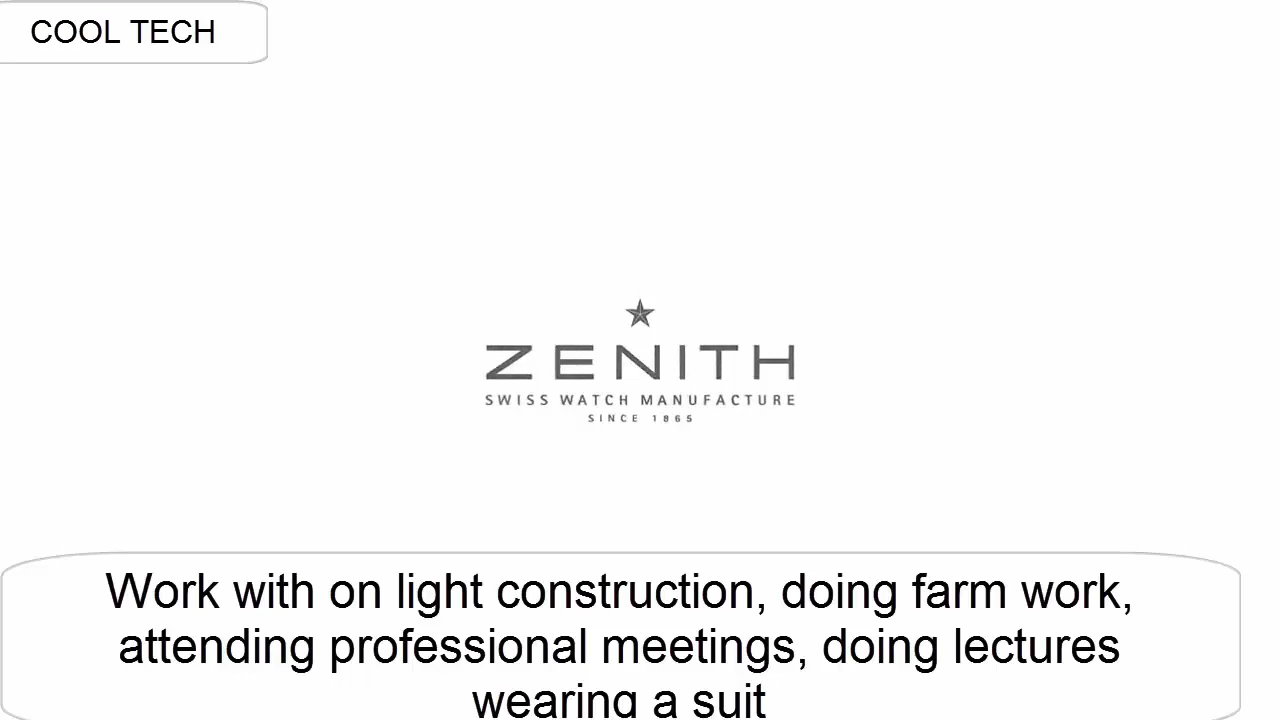 COOL TECH
ZENITH
SWISS WATCH MANUFACTURE
SINCE 1865
Work with on light construction, doing farm work,
attending professional meetings, doing lectures
wearing a suit